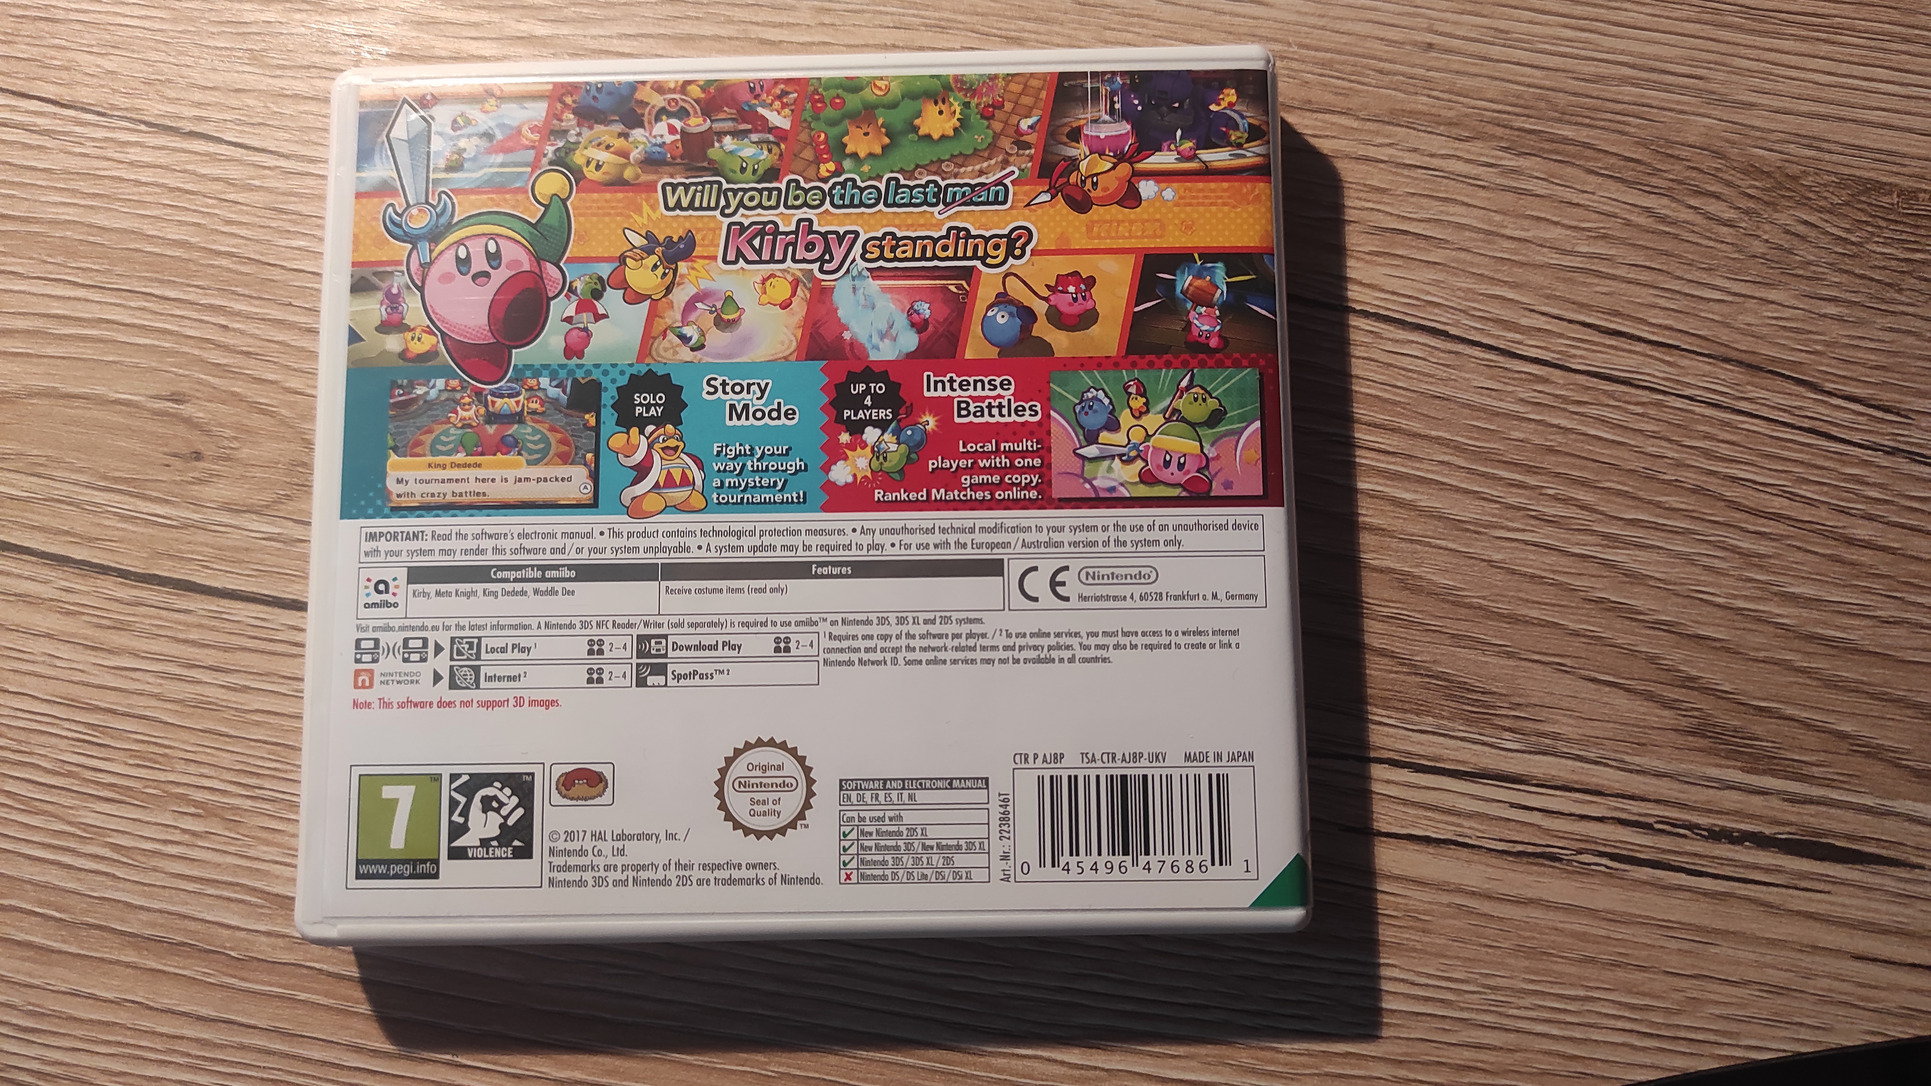 Will you be the last man
Kirby standing?
SOLO
PLAY
Story
Mode
Fight your
way through
a mystery
tournament!
King Dedede
My tournament here is jam-packed
with crazy battles.
A
UP TO
4
PLAYERS
Intense
Battles
Local multi-
player with one
game copy.
Ranked Matches online.
IMPORTANT: Read the software's electronic manual. • This product contains technological protection measures. • Any unauthorised technical modification to your system or the use of an unauthorised device
with your system may render this software and / or your system unplayable. • A system update may be required to play. • For use with the European / Australian version of the system only.
amiibo
Compatible amiibo
Features
Kirby, Meta Knight, King Dedede, Waddle Dee
Receive costume items (read only)
CE
Nintendo
Herriotstrasse 4, 60528 Frankfurt a. M., Germany
Visit amiibo.nintendo.eu for the latest information. A Nintendo 3DS NFC Reader/Writer (sold separately) is required to use amiibo™ on Nintendo 3DS, 3DS XL and 2DS systems.
Local Play¹ 2–4
Download Play 2–4
NINTENDO
NETWORK
Internet² 2–4
SpotPass™²
¹ Requires one copy of the software per player. / ² To use online services, you must have access to a wireless internet
connection and accept the network-related terms and privacy policies. You may also be required to create or link a
Nintendo Network ID. Some online services may not be available in all countries.
Note: This software does not support 3D images.
7
™
www.pegi.info
™
VIOLENCE
© 2017 HAL Laboratory, Inc. /
Nintendo Co., Ltd.
Trademarks are property of their respective owners.
Nintendo 3DS and Nintendo 2DS are trademarks of Nintendo.
Original
Nintendo
Seal of
Quality
™
SOFTWARE AND ELECTRONIC MANUAL
EN, DE, FR, ES, IT, NL
Can be used with
New Nintendo 2DS XL
New Nintendo 3DS/New Nintendo 3DS XL
Nintendo 3DS / 3DS XL / 2DS
Nintendo DS/DS Lite/DSi/DSi XL
Art.-Nr.: 2238646T
CTR P AJ8P TSA-CTR-AJ8P-UKV MADE IN JAPAN
0 45496 47686 1